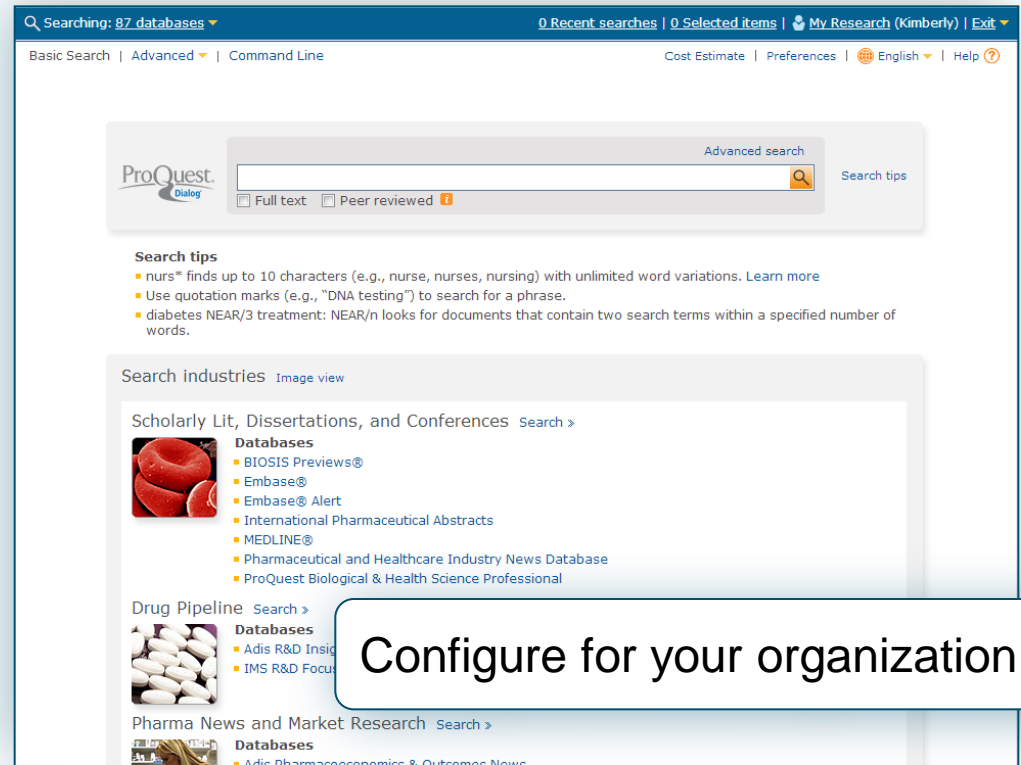 Searching: 87 databases
0 Recent searches | 0 Selected items | My Research (Kimberly) | Exit
Basic Search | Advanced | Command Line
Cost Estimate | Preferences | English | Help ?
Advanced search
ProQuest
Dialog
Search tips
Full text Peer reviewed i
Search tips
nurs* finds up to 10 characters (e.g., nurse, nurses, nursing) with unlimited word variations. Learn more
Use quotation marks (e.g., "DNA testing") to search for a phrase.
diabetes NEAR/3 treatment: NEAR/n looks for documents that contain two search terms within a specified number of
words.
Search industries Image view
Scholarly Lit, Dissertations, and Conferences Search »
Databases
BIOSIS Previews®
Embase®
Embase® Alert
International Pharmaceutical Abstracts
MEDLINE®
Pharmaceutical and Healthcare Industry News Database
ProQuest Biological & Health Science Professional
Drug Pipeline Search »
Databases
Adis R&D
IMS R&D
Configure for your organization
Pharma News and Market Research Search »
Databases
Adis Pharmacoeconomics & Outcomes News